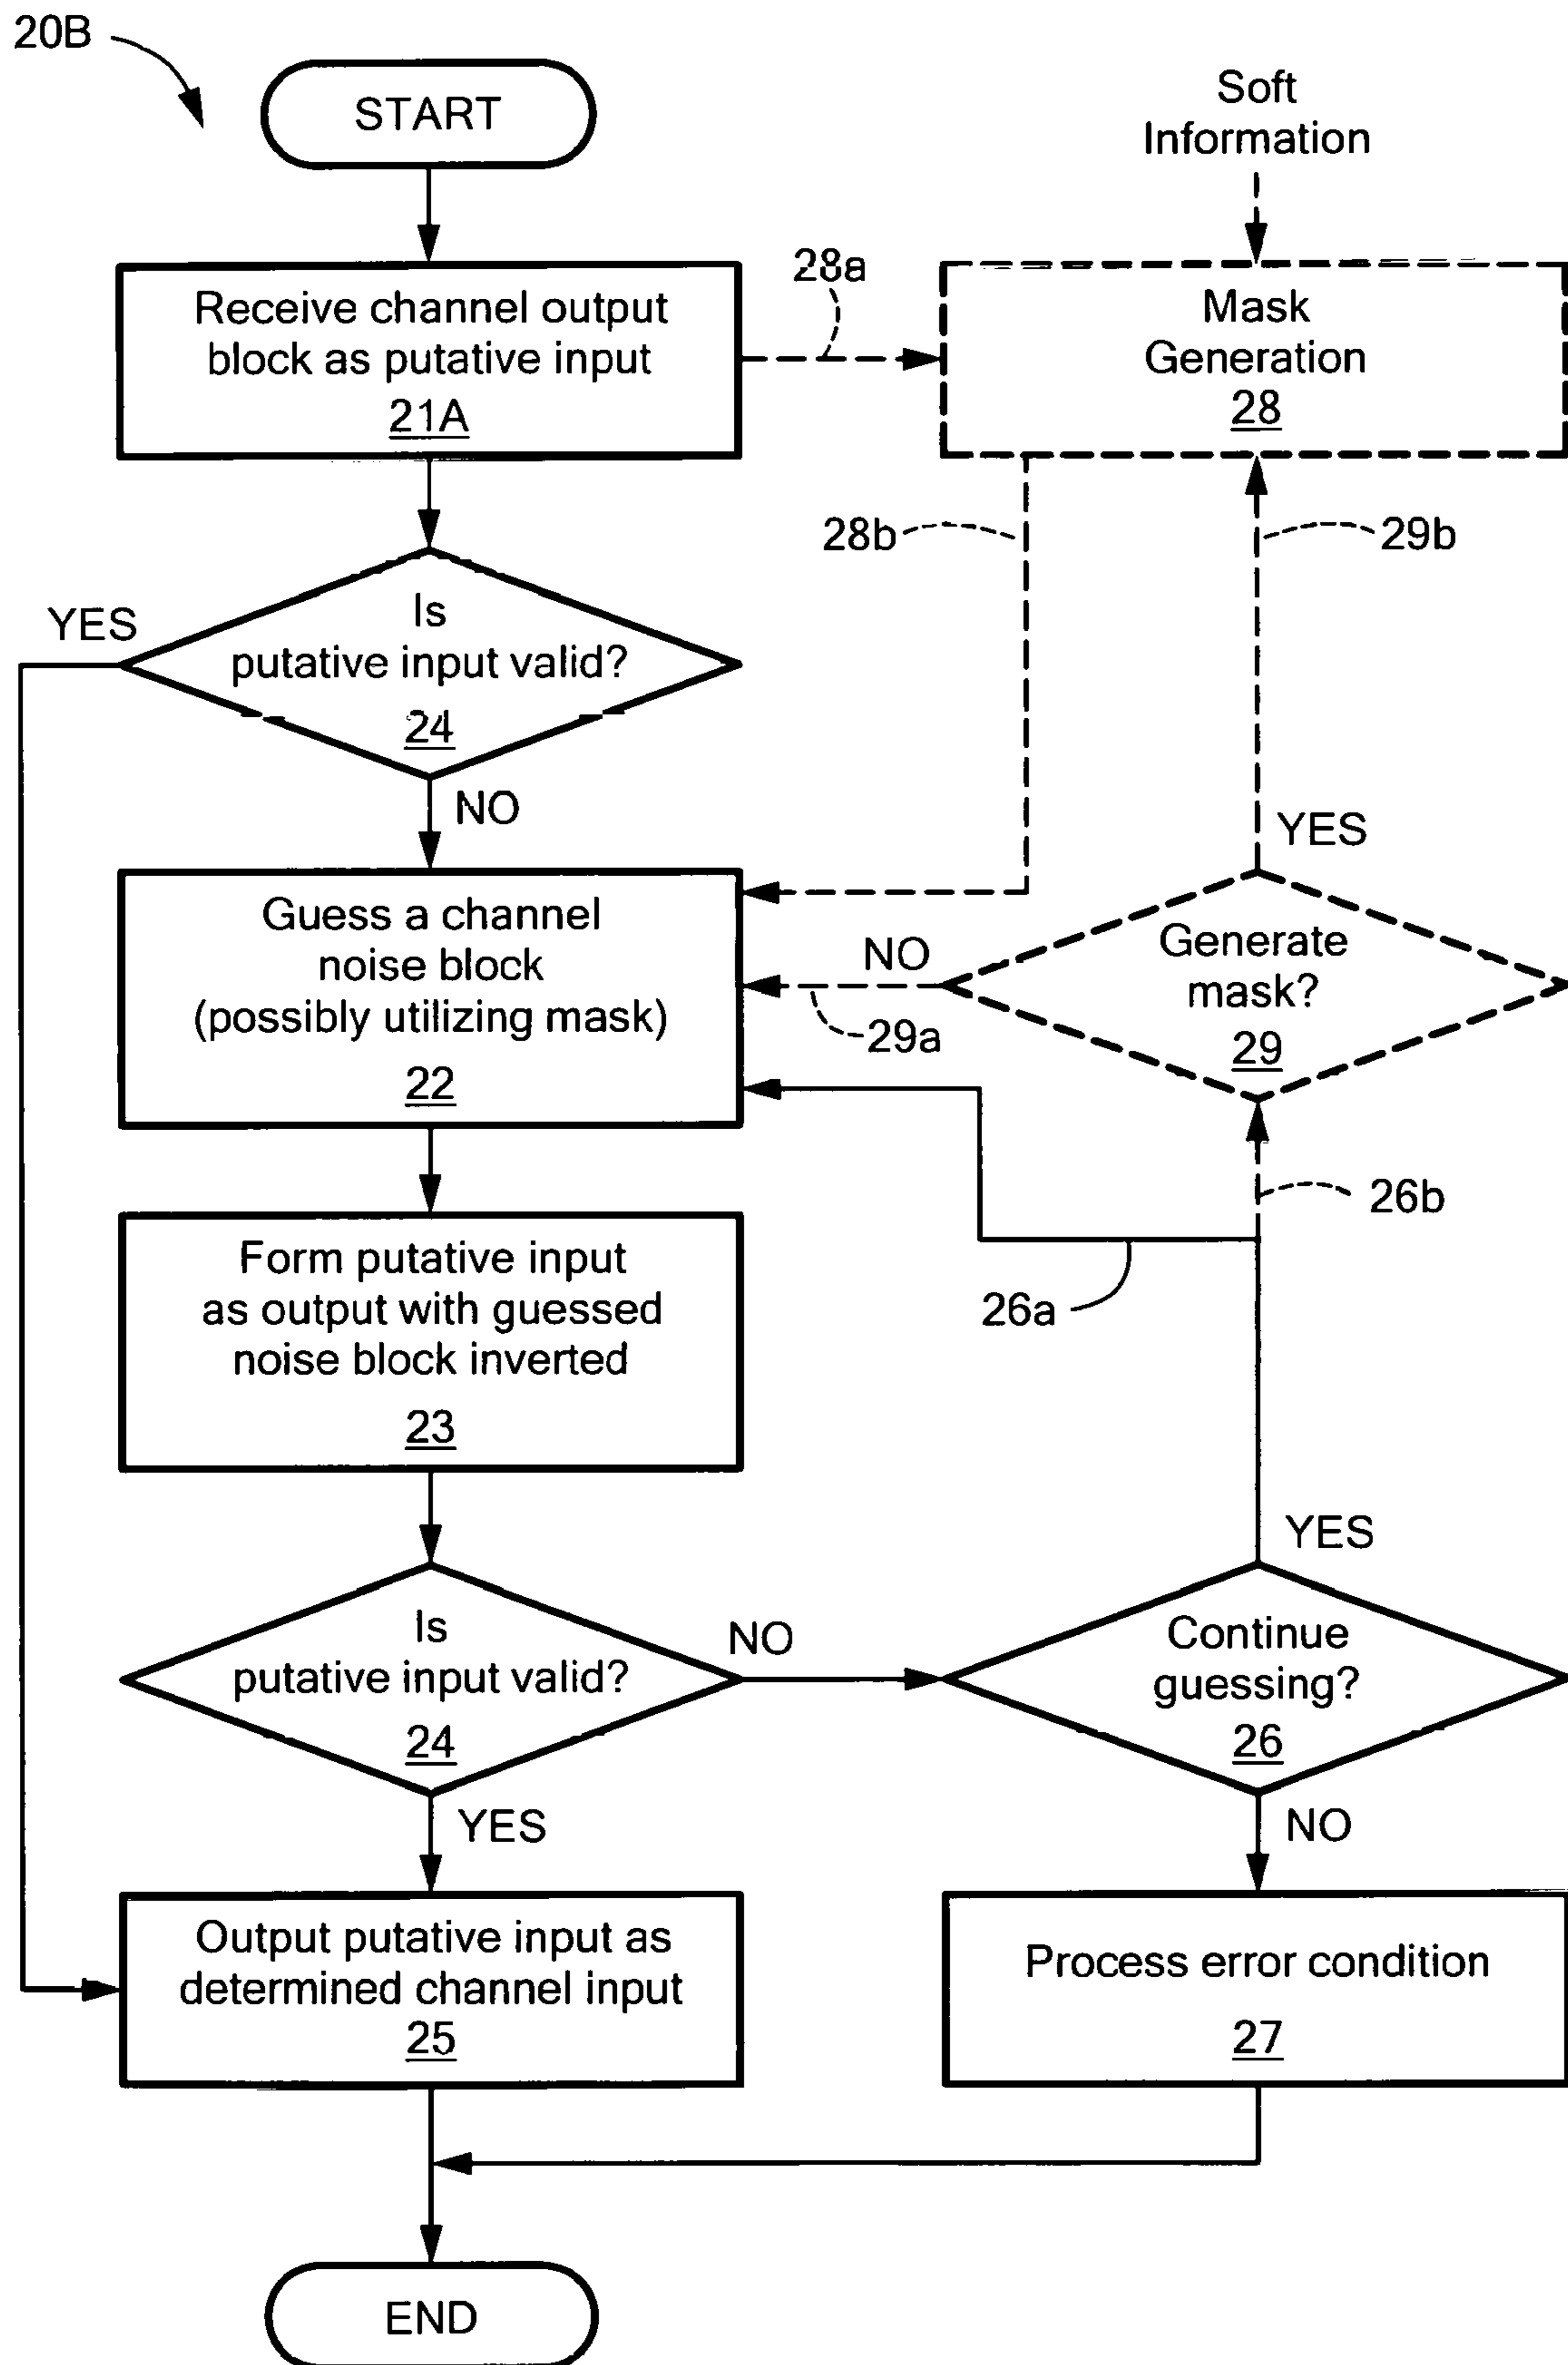 20B
START
Soft
Information
Receive channel output
block as putative input
21A
28a
Mask
Generation
28
28b
29b
YES
Is
putative input valid?
24
NO
YES
Guess a channel
noise block
(possibly utilizing mask)
22
NO
29a
Generate
mask?
29
26b
26a
Form putative input
as output with guessed
noise block inverted
23
YES
Is
putative input valid?
24
NO
Continue
guessing?
26
YES
NO
Output putative input as
determined channel input
25
Process error condition
27
END